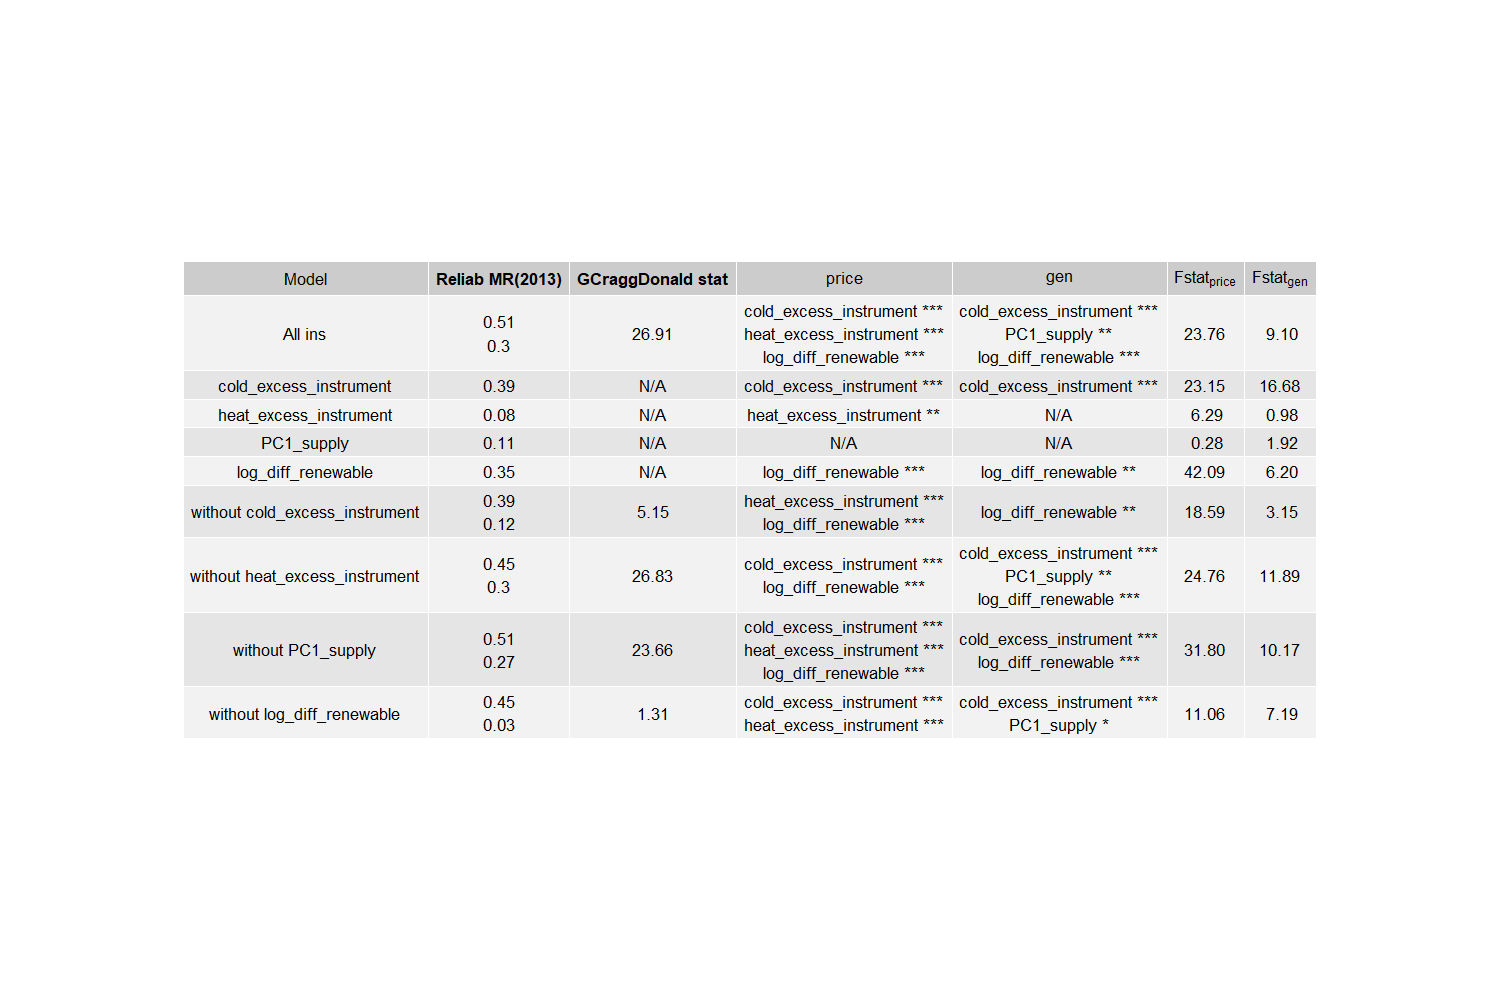 Model Reliab MR(2013) GCraggDonald stat price gen Fstatprice Fstatgen
All ins 0.51 0.3 26.91 cold_excess_instrument *** heat_excess_instrument *** log_diff_renewable *** cold_excess_instrument *** PC1_supply ** log_diff_renewable *** 23.76 9.10
cold_excess_instrument 0.39 N/A cold_excess_instrument *** cold_excess_instrument *** 23.15 16.68
heat_excess_instrument 0.08 N/A heat_excess_instrument ** N/A 6.29 0.98
PC1_supply 0.11 N/A N/A N/A 0.28 1.92
log_diff_renewable 0.35 N/A log_diff_renewable *** log_diff_renewable ** 42.09 6.20
without cold_excess_instrument 0.39 0.12 5.15 heat_excess_instrument *** log_diff_renewable *** log_diff_renewable ** 18.59 3.15
without heat_excess_instrument 0.45 0.3 26.83 cold_excess_instrument *** log_diff_renewable *** cold_excess_instrument *** PC1_supply ** log_diff_renewable *** 24.76 11.89
without PC1_supply 0.51 0.27 23.66 cold_excess_instrument *** heat_excess_instrument *** log_diff_renewable *** cold_excess_instrument *** log_diff_renewable *** 31.80 10.17
without log_diff_renewable 0.45 0.03 1.31 cold_excess_instrument *** heat_excess_instrument *** cold_excess_instrument *** PC1_supply * 11.06 7.19